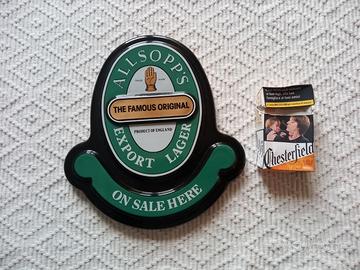 ALLSOPP'S
THE FAMOUS ORIGINAL
PRODUCT OF ENGLAND
EXPORT LAGER
ON SALE HERE
Chesterfield